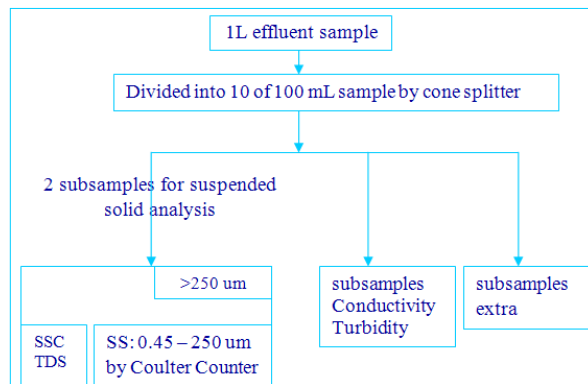 1L effluent sample
Divided into 10 of 100 mL sample by cone splitter
2 subsamples for suspended
solid analysis
>250 um
SSC
TDS
SS: 0.45 – 250 um
by Coulter Counter
subsamples
Conductivity
Turbidity
subsamples
extra